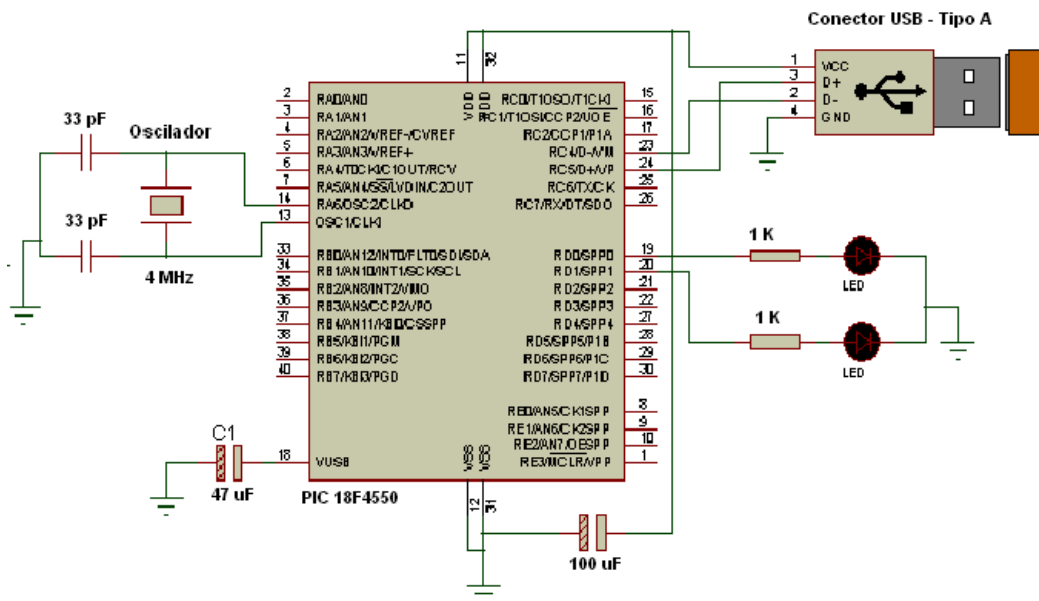 Conector USB - Tipo A
1 VCC
3 D+
2 D-
4 GND
33 pF
Oscilador
33 pF
4 MHz
11
32
VDD
VDD
2 RA0/AN0
3 RA1/AN1
4 RA2/AN2/VREF-/CVREF
5 RA3/AN3/VREF+
6 RA4/T0CKI/C1OUT/RCV
7 RA5/AN4/SS/LVDIN/C2OUT
14 RA6/OSC2/CLKO
13 OSC1/CLKI
33 RB0/AN12/INT0/FLT0/SDI/SDA
34 RB1/AN10/INT1/SCK/SCL
35 RB2/AN8/INT2/VMO
36 RB3/AN9/CCP2/VPO
37 RB4/AN11/KBI0/CSSPP
38 RB5/KBI1/PGM
39 RB6/KBI2/PGC
40 RB7/KBI3/PGD
18 VUSB
RC0/T1OSO/T1CKI 15
RC1/T1OSI/CCP2/UOE 16
RC2/CCP1/P1A 17
RC4/D-/VM 23
RC5/D+/VP 24
RC6/TX/CK 25
RC7/RX/DT/SDO 26
RD0/SPP0 19
RD1/SPP1 20
RD2/SPP2 21
RD3/SPP3 22
RD4/SPP4 27
RD5/SPP5/P1B 28
RD6/SPP6/P1C 29
RD7/SPP7/P1D 30
RE0/AN5/CK1SPP 8
RE1/AN6/CK2SPP 9
RE2/AN7/OESPP 10
RE3/MCLR/VPP 1
VSS
VSS
12
31
1 K
LED
1 K
LED
C1
47 uF
PIC 18F4550
100 uF